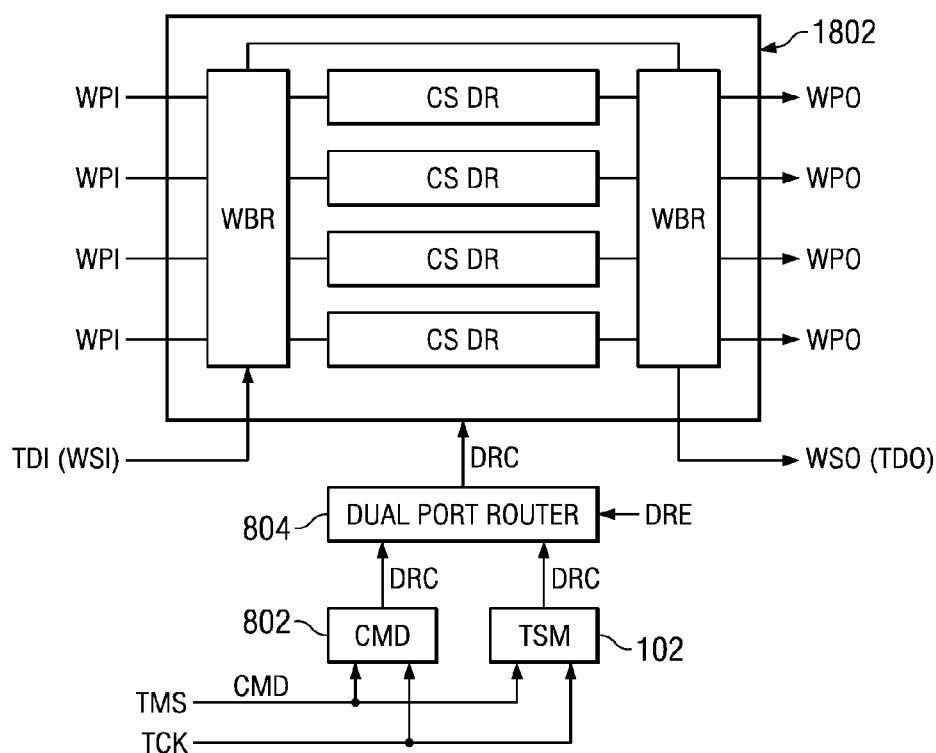 1802
WPI CS DR WPO
WPI CS DR WPO
WBR WBR
WPI CS DR WPO
WPI CS DR WPO
TDI (WSI) DRC WSO (TDO)
804 DUAL PORT ROUTER DRE
DRC DRC
802 CMD TSM 102
CMD
TMS
TCK